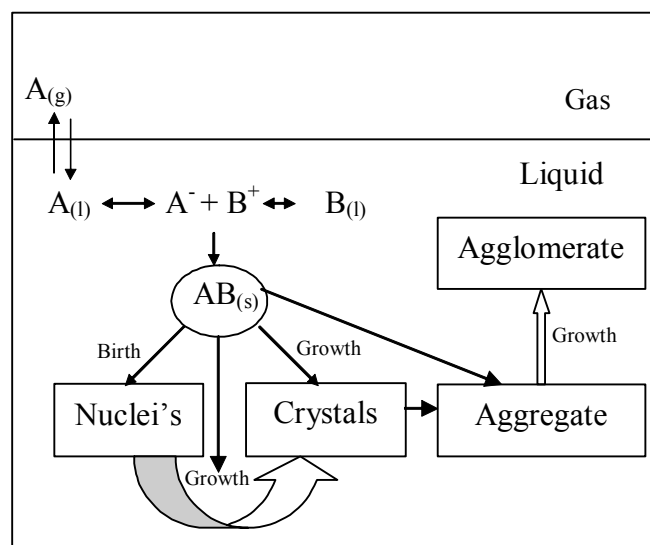 A(g)
Gas
Liquid
A(l) ↔ A⁻ + B⁺ ↔ B(l)
Agglomerate
AB(s)
Birth
Growth
Growth
Nuclei's
Crystals
Aggregate
Growth